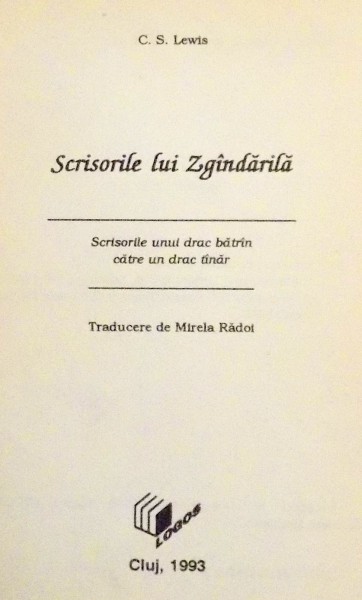 C. S. Lewis
Scrisorile lui Zgîndărilă
Scrisorile unui drac bătrîn
către un drac tînăr
Traducere de Mirela Rădoi
LOGOS
Cluj, 1993